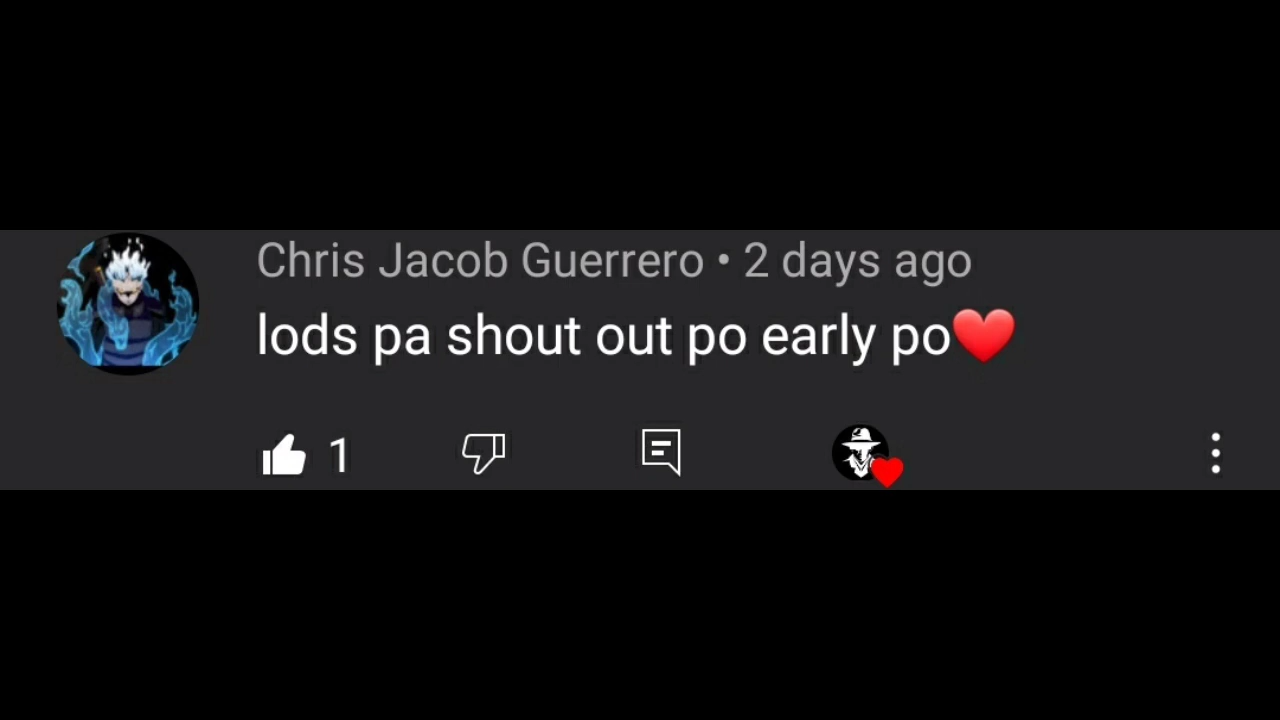 Chris Jacob Guerrero • 2 days ago
lods pa shout out po early po❤️
1